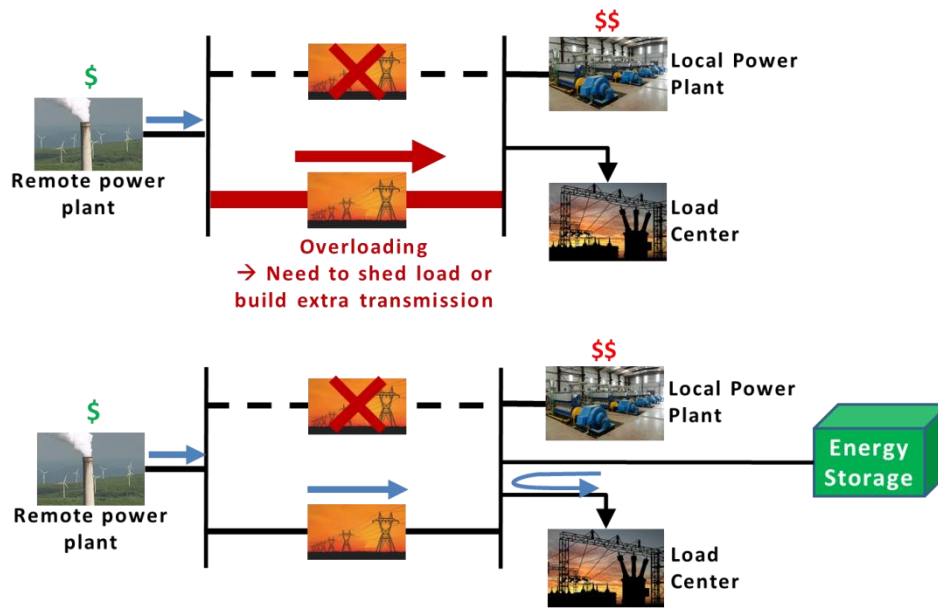 $$
$
Local Power
Plant
Remote power
plant
Load
Center
Overloading
→ Need to shed load or
build extra transmission
$$
$
Local Power
Plant
Energy
Storage
Remote power
plant
Load
Center